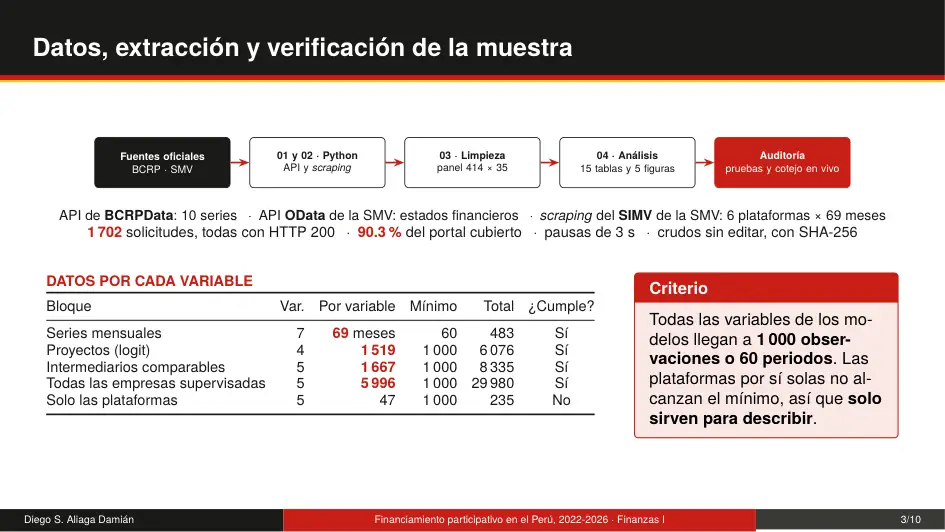 Datos, extracción y verificación de la muestra
Fuentes oficiales
BCRP · SMV
01 y 02 · Python
API y scraping
03 · Limpieza
panel 414 × 35
04 · Análisis
15 tablas y 5 figuras
Auditoría
pruebas y cotejo en vivo
API de BCRPData: 10 series · API OData de la SMV: estados financieros · scraping del SIMV de la SMV: 6 plataformas × 69 meses
1 702 solicitudes, todas con HTTP 200 · 90.3 % del portal cubierto · pausas de 3 s · crudos sin editar, con SHA-256
DATOS POR CADA VARIABLE
Bloque Var. Por variable Mínimo Total ¿Cumple?
Series mensuales 7 69 meses 60 483 Sí
Proyectos (logit) 4 1 519 1 000 6 076 Sí
Intermediarios comparables 5 1 667 1 000 8 335 Sí
Todas las empresas supervisadas 5 5 996 1 000 29 980 Sí
Solo las plataformas 5 47 1 000 235 No
Criterio
Todas las variables de los mo-
delos llegan a 1 000 obser-
vaciones o 60 periodos. Las
plataformas por sí solas no al-
canzan el mínimo, así que solo
sirven para describir.
Diego S. Aliaga Damián
Financiamiento participativo en el Perú, 2022-2026 · Finanzas I
3/10